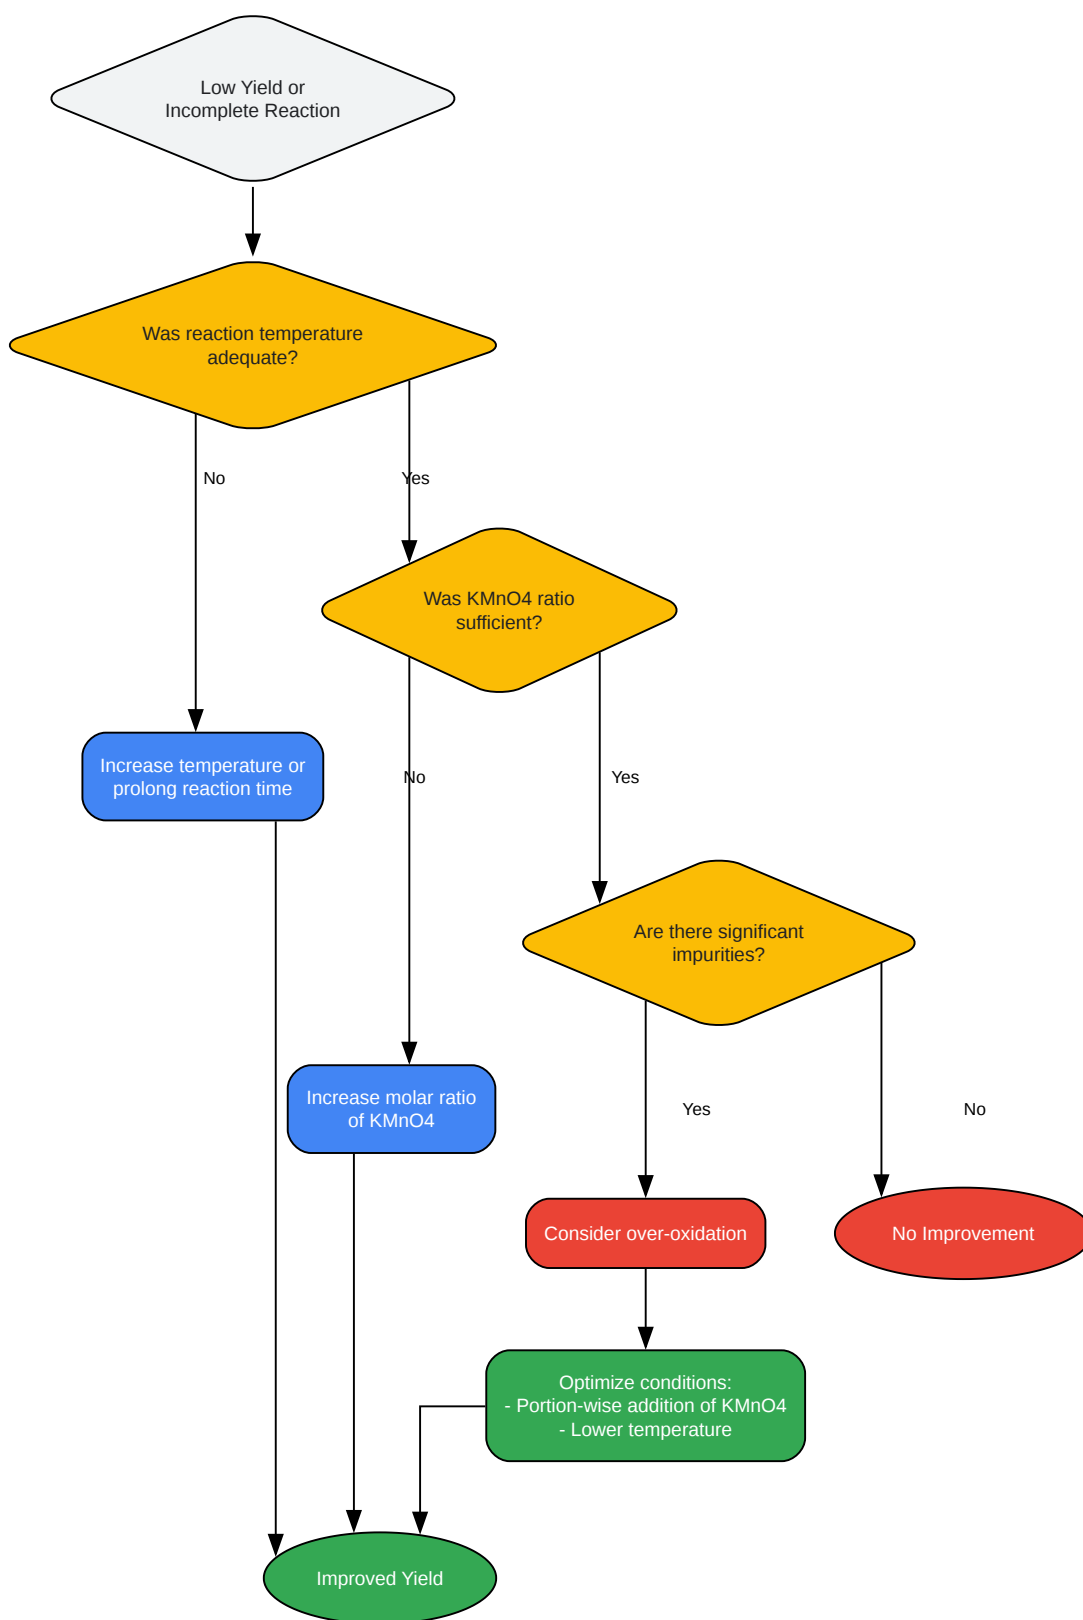 Low Yield or
Incomplete Reaction
Was reaction temperature
adequate?
No
Yes
Was KMnO4 ratio
sufficient?
Increase temperature or
prolong reaction time
No
Yes
Are there significant
impurities?
Increase molar ratio
of KMnO4
Yes
No
Consider over-oxidation
No Improvement
Optimize conditions:
- Portion-wise addition of KMnO4
- Lower temperature
Improved Yield